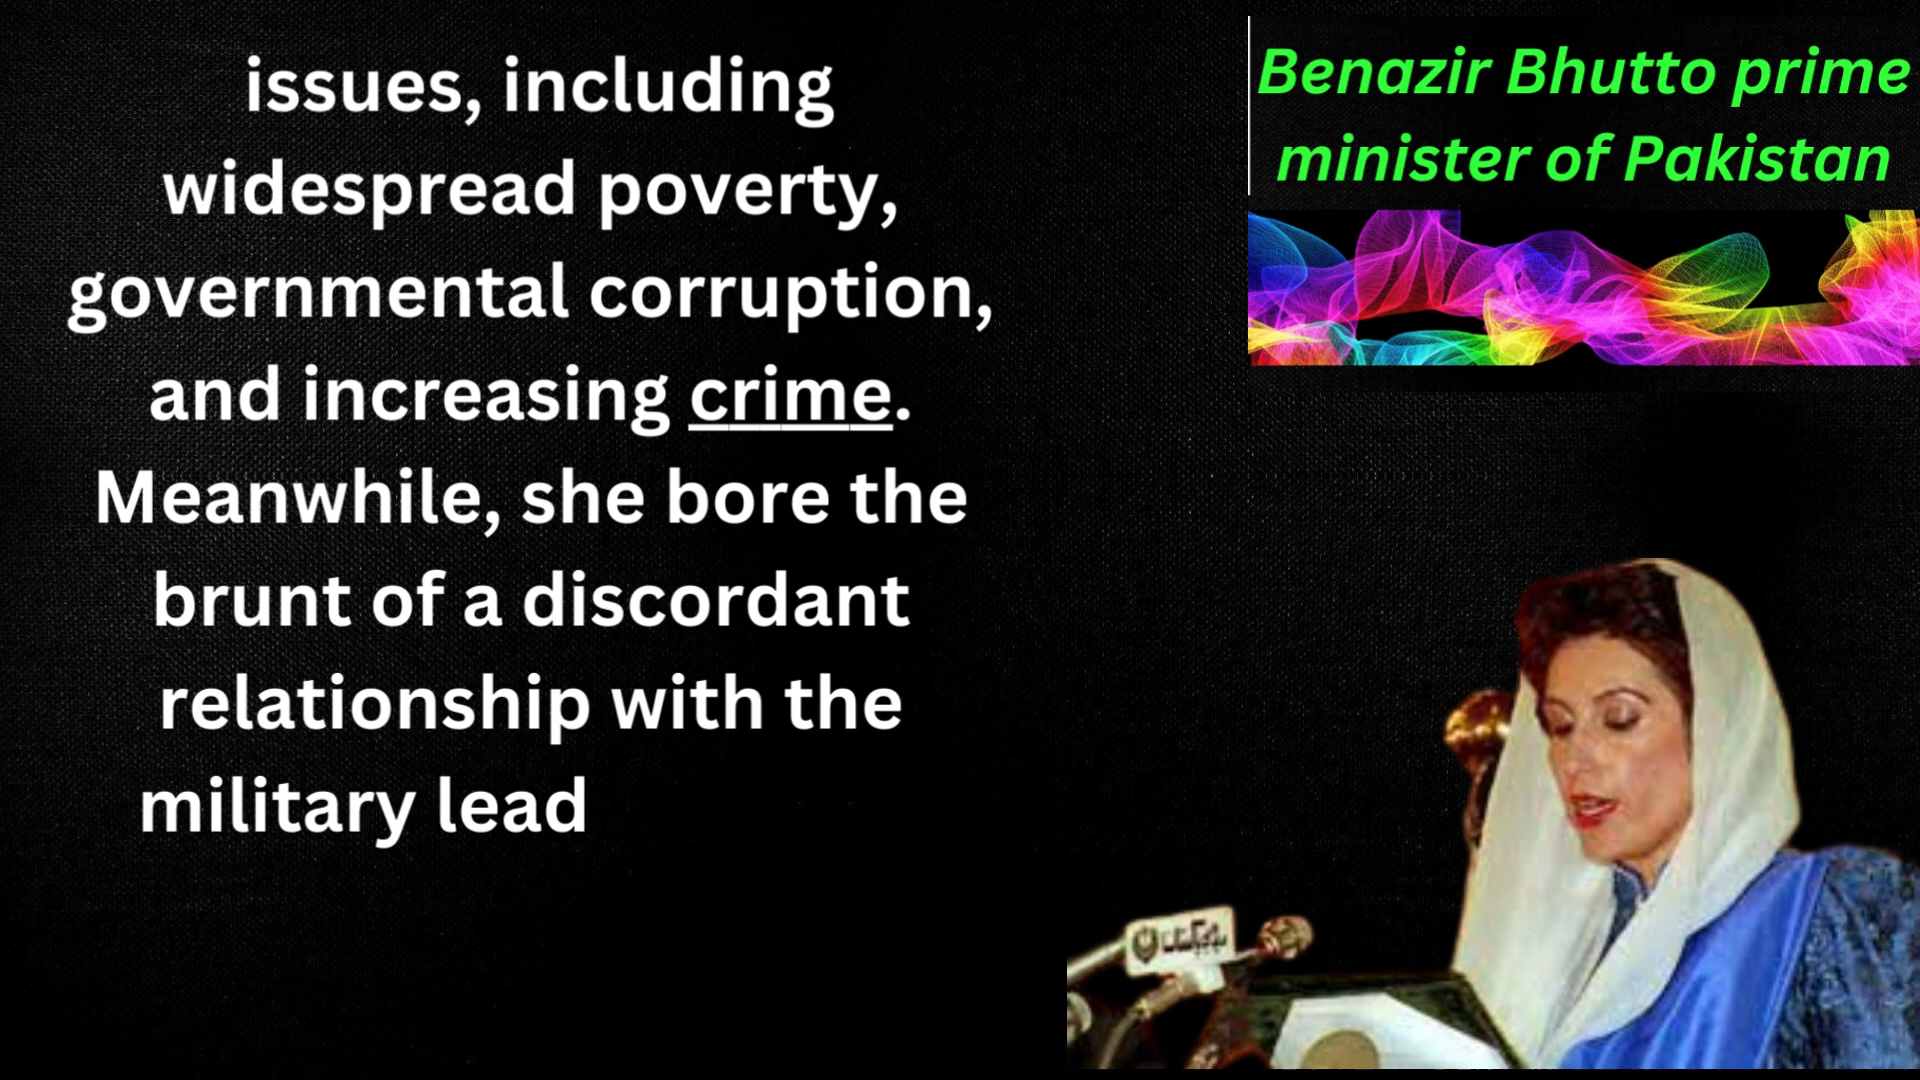 issues, including
widespread poverty,
governmental corruption,
and increasing crime.
Meanwhile, she bore the
brunt of a discordant
relationship with the
military lead
Benazir Bhutto prime
minister of Pakistan